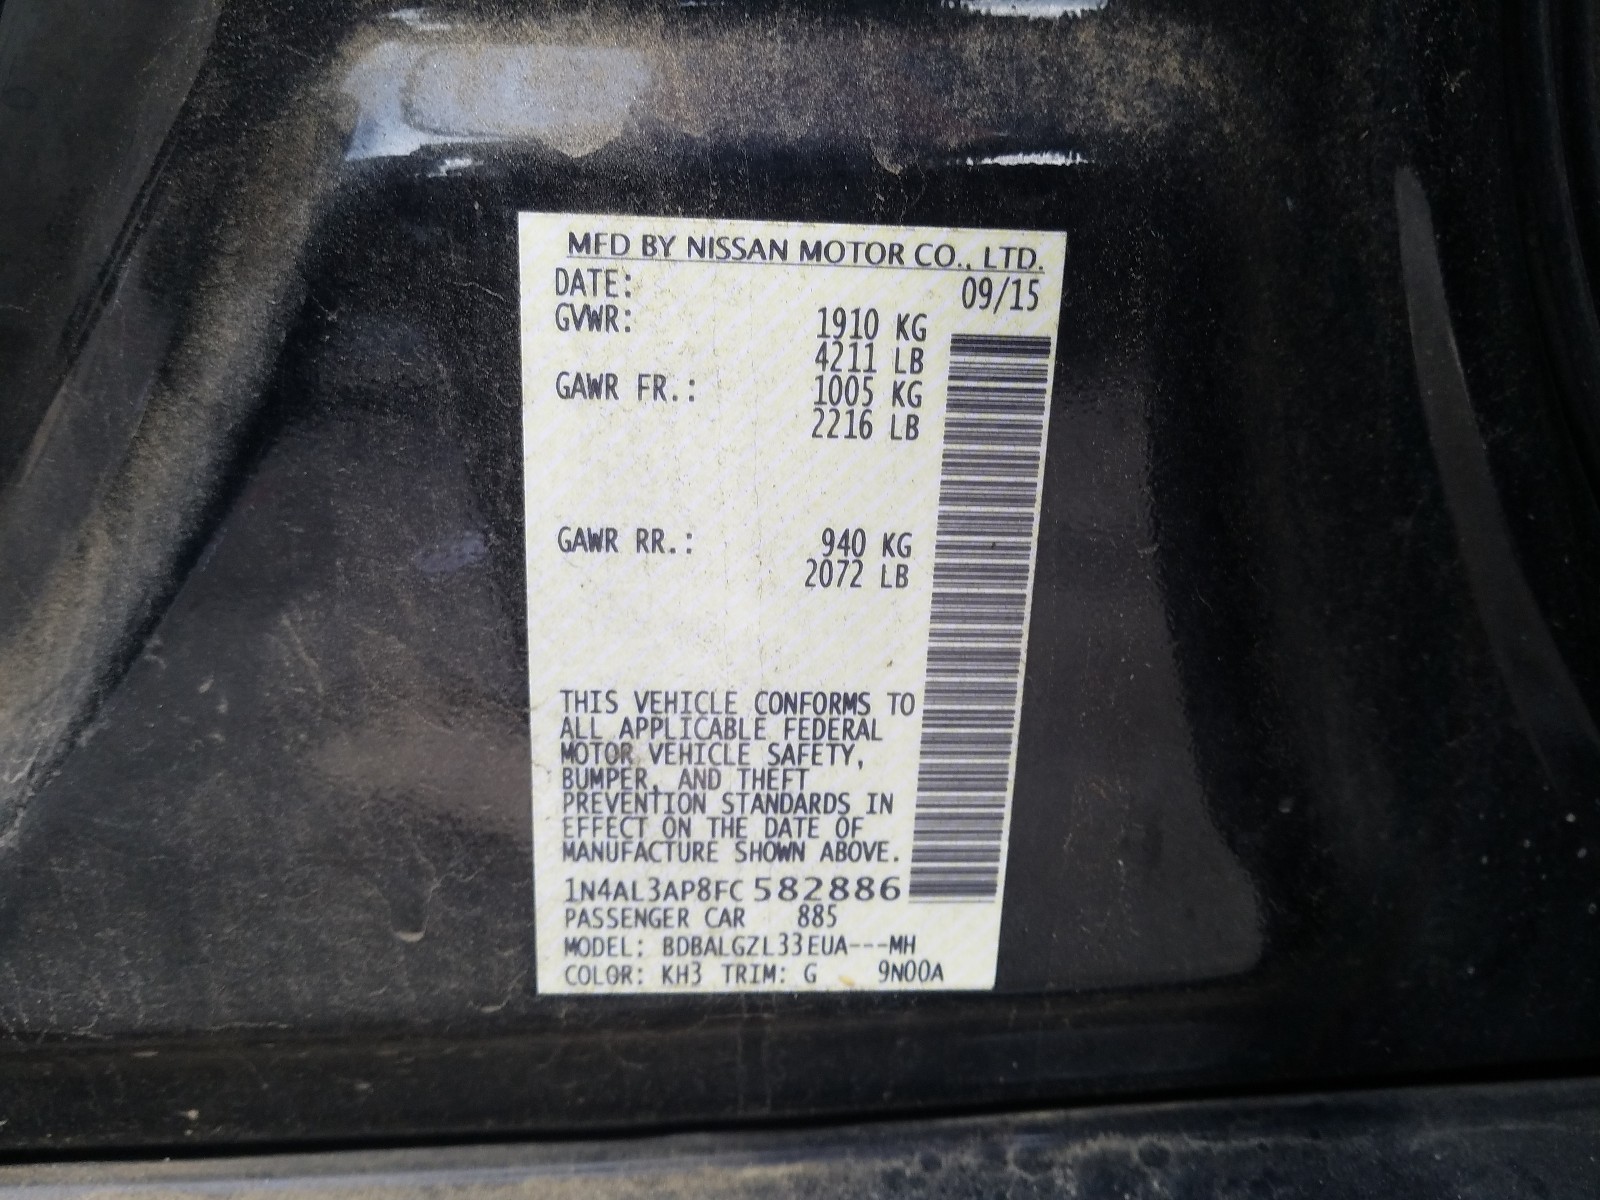 MFD BY NISSAN MOTOR CO., LTD.
DATE: 09/15
GVWR: 1910 KG
4211 LB
GAWR FR.: 1005 KG
2216 LB
GAWR RR.: 940 KG
2072 LB
THIS VEHICLE CONFORMS TO
ALL APPLICABLE FEDERAL
MOTOR VEHICLE SAFETY,
BUMPER, AND THEFT
PREVENTION STANDARDS IN
EFFECT ON THE DATE OF
MANUFACTURE SHOWN ABOVE.
1N4AL3AP8FC582886
PASSENGER CAR 885
MODEL: BDBALGZL33EUA---MH
COLOR: KH3 TRIM: G 9N00A